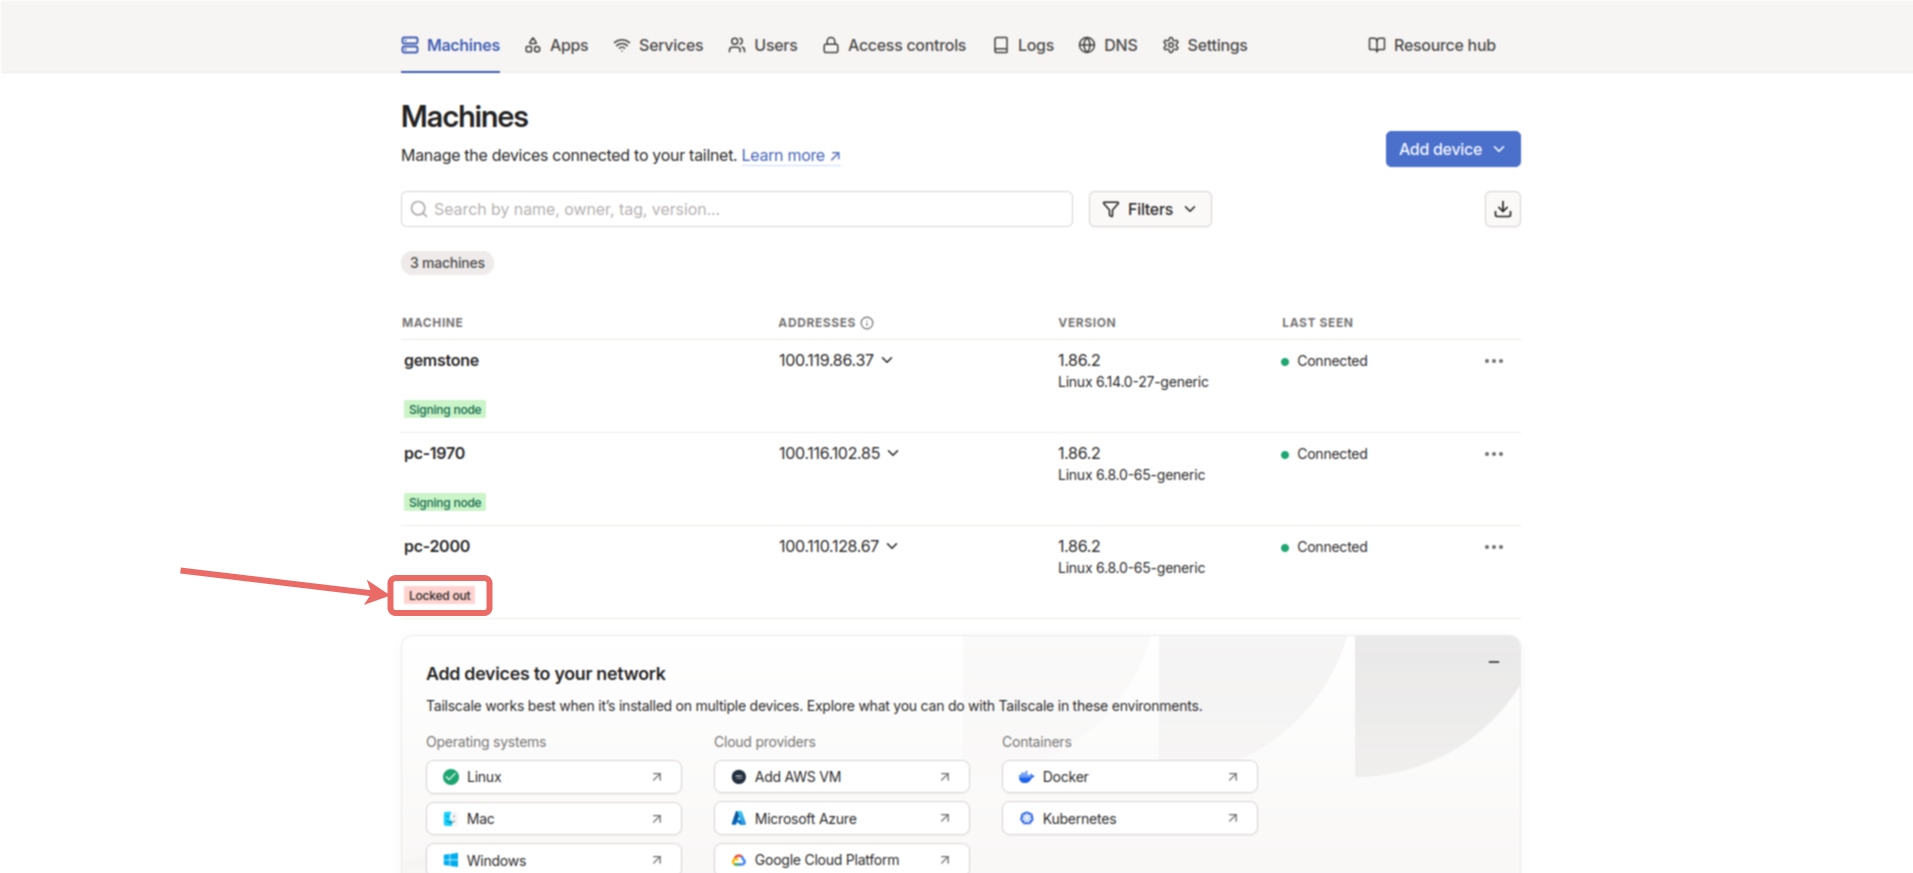 Machines Apps Services Users Access controls Logs DNS Settings Resource hub
Machines
Manage the devices connected to your tailnet. Learn more
Add device
Search by name, owner, tag, version...
Filters
3 machines
MACHINE ADDRESSES VERSION LAST SEEN
gemstone 100.119.86.37 1.86.2 Connected
Linux 6.14.0-27-generic
Signing node
pc-1970 100.116.102.85 1.86.2 Connected
Linux 6.8.0-65-generic
Signing node
pc-2000 100.110.128.67 1.86.2 Connected
Linux 6.8.0-65-generic
Locked out
Add devices to your network
Tailscale works best when it's installed on multiple devices. Explore what you can do with Tailscale in these environments.
Operating systems Cloud providers Containers
Linux Add AWS VM Docker
Mac Microsoft Azure Kubernetes
Windows Google Cloud Platform